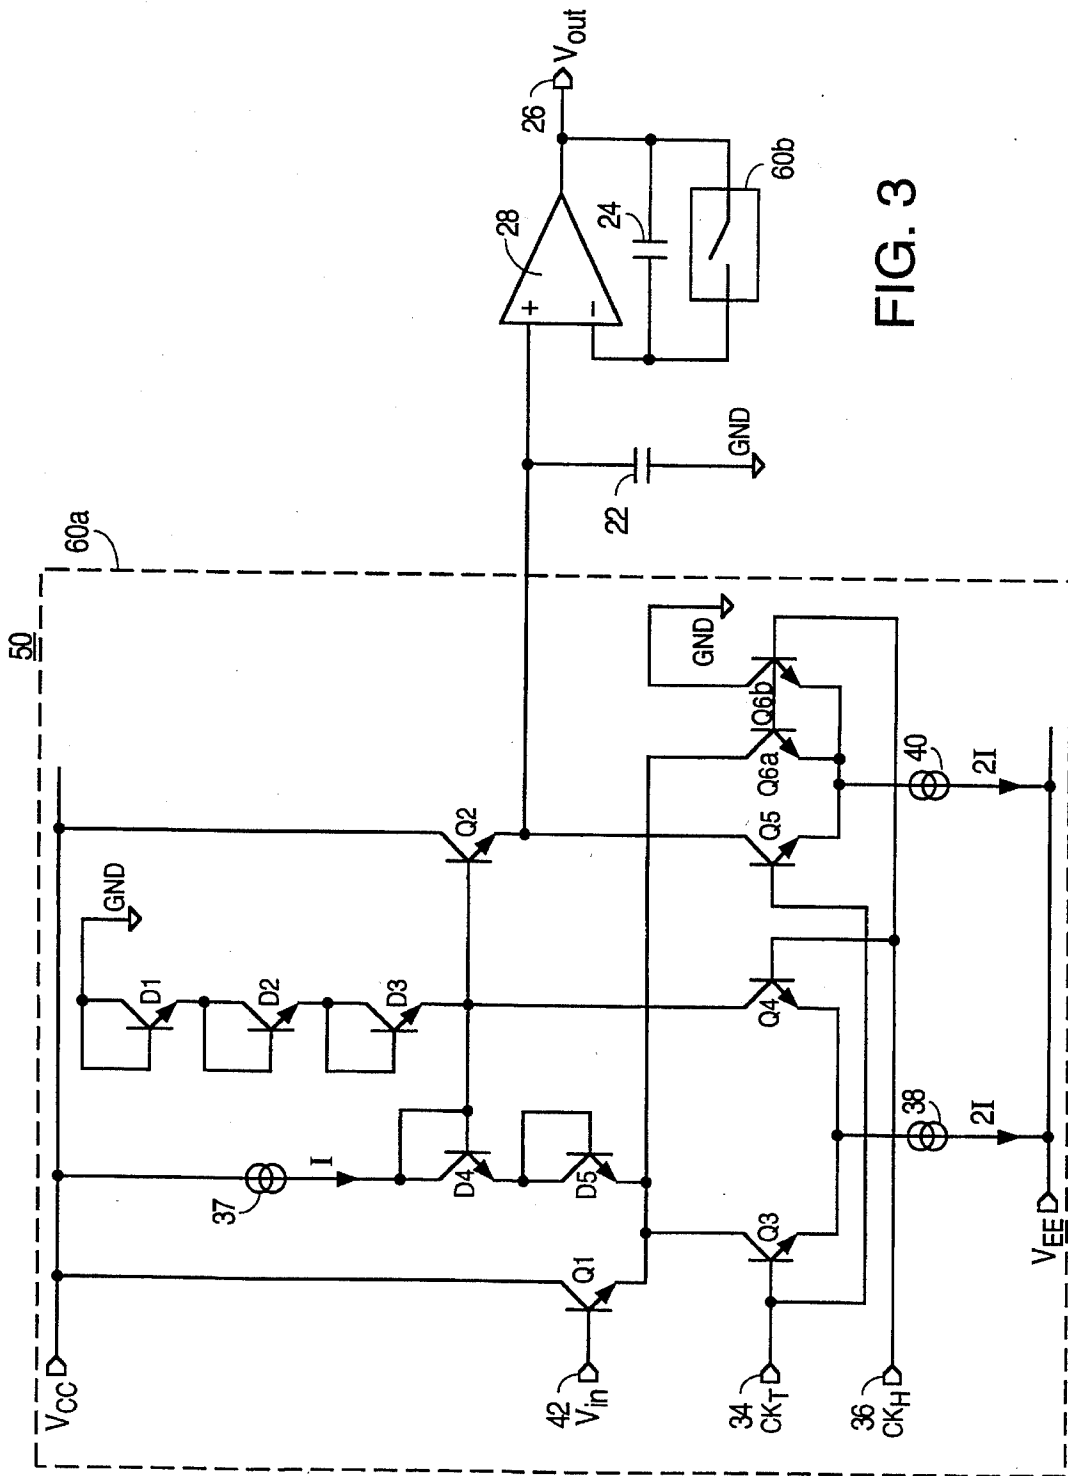 50
60a
VCC
37
I
D1
D2
D3
GND
D4
D5
Q1
Q2
42
Vin
34
CKT
36
CKH
Q3
Q4
Q5
Q6a
Q6b
GND
38
2I
40
2I
VEE
22
GND
28
+
−
24
60b
26
Vout
FIG. 3